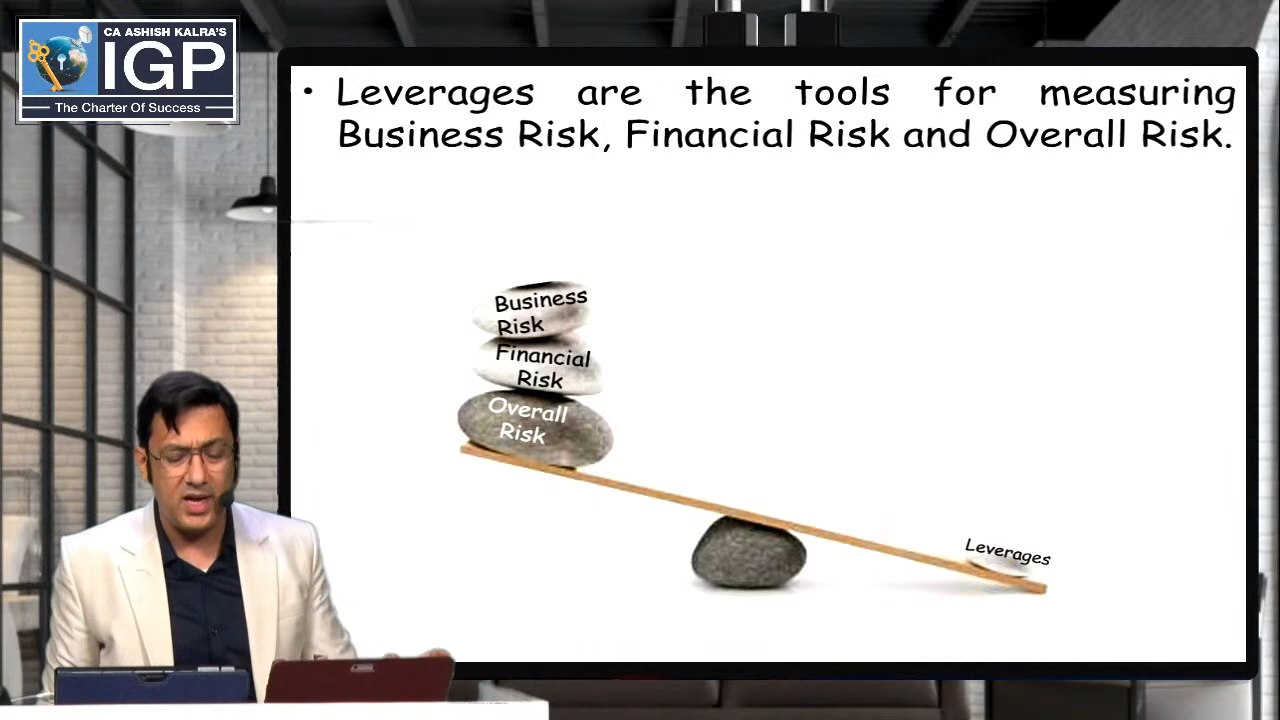 CA ASHISH KALRA'S
IGP
The Charter Of Success
• Leverages are the tools for measuring
Business Risk, Financial Risk and Overall Risk.
Business
Risk
Financial
Risk
Overall
Risk
Leverages